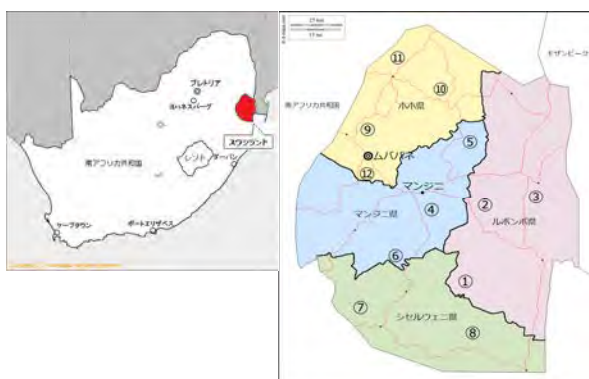 プレトリア
ヨハネスバーグ
スワジランド
南アフリカ共和国
レソト
ダーバン
ケープタウン
ポートエリザベス
17 km
17 mi
モザンビーク
南アフリカ共和国
⑪
⑩
ホホ県
⑨
⑤
ムババネ
⑫
マンジニ
③
②
④
マンジニ県
ルボンボ県
⑥
①
⑦
シセルウェニ県
⑧